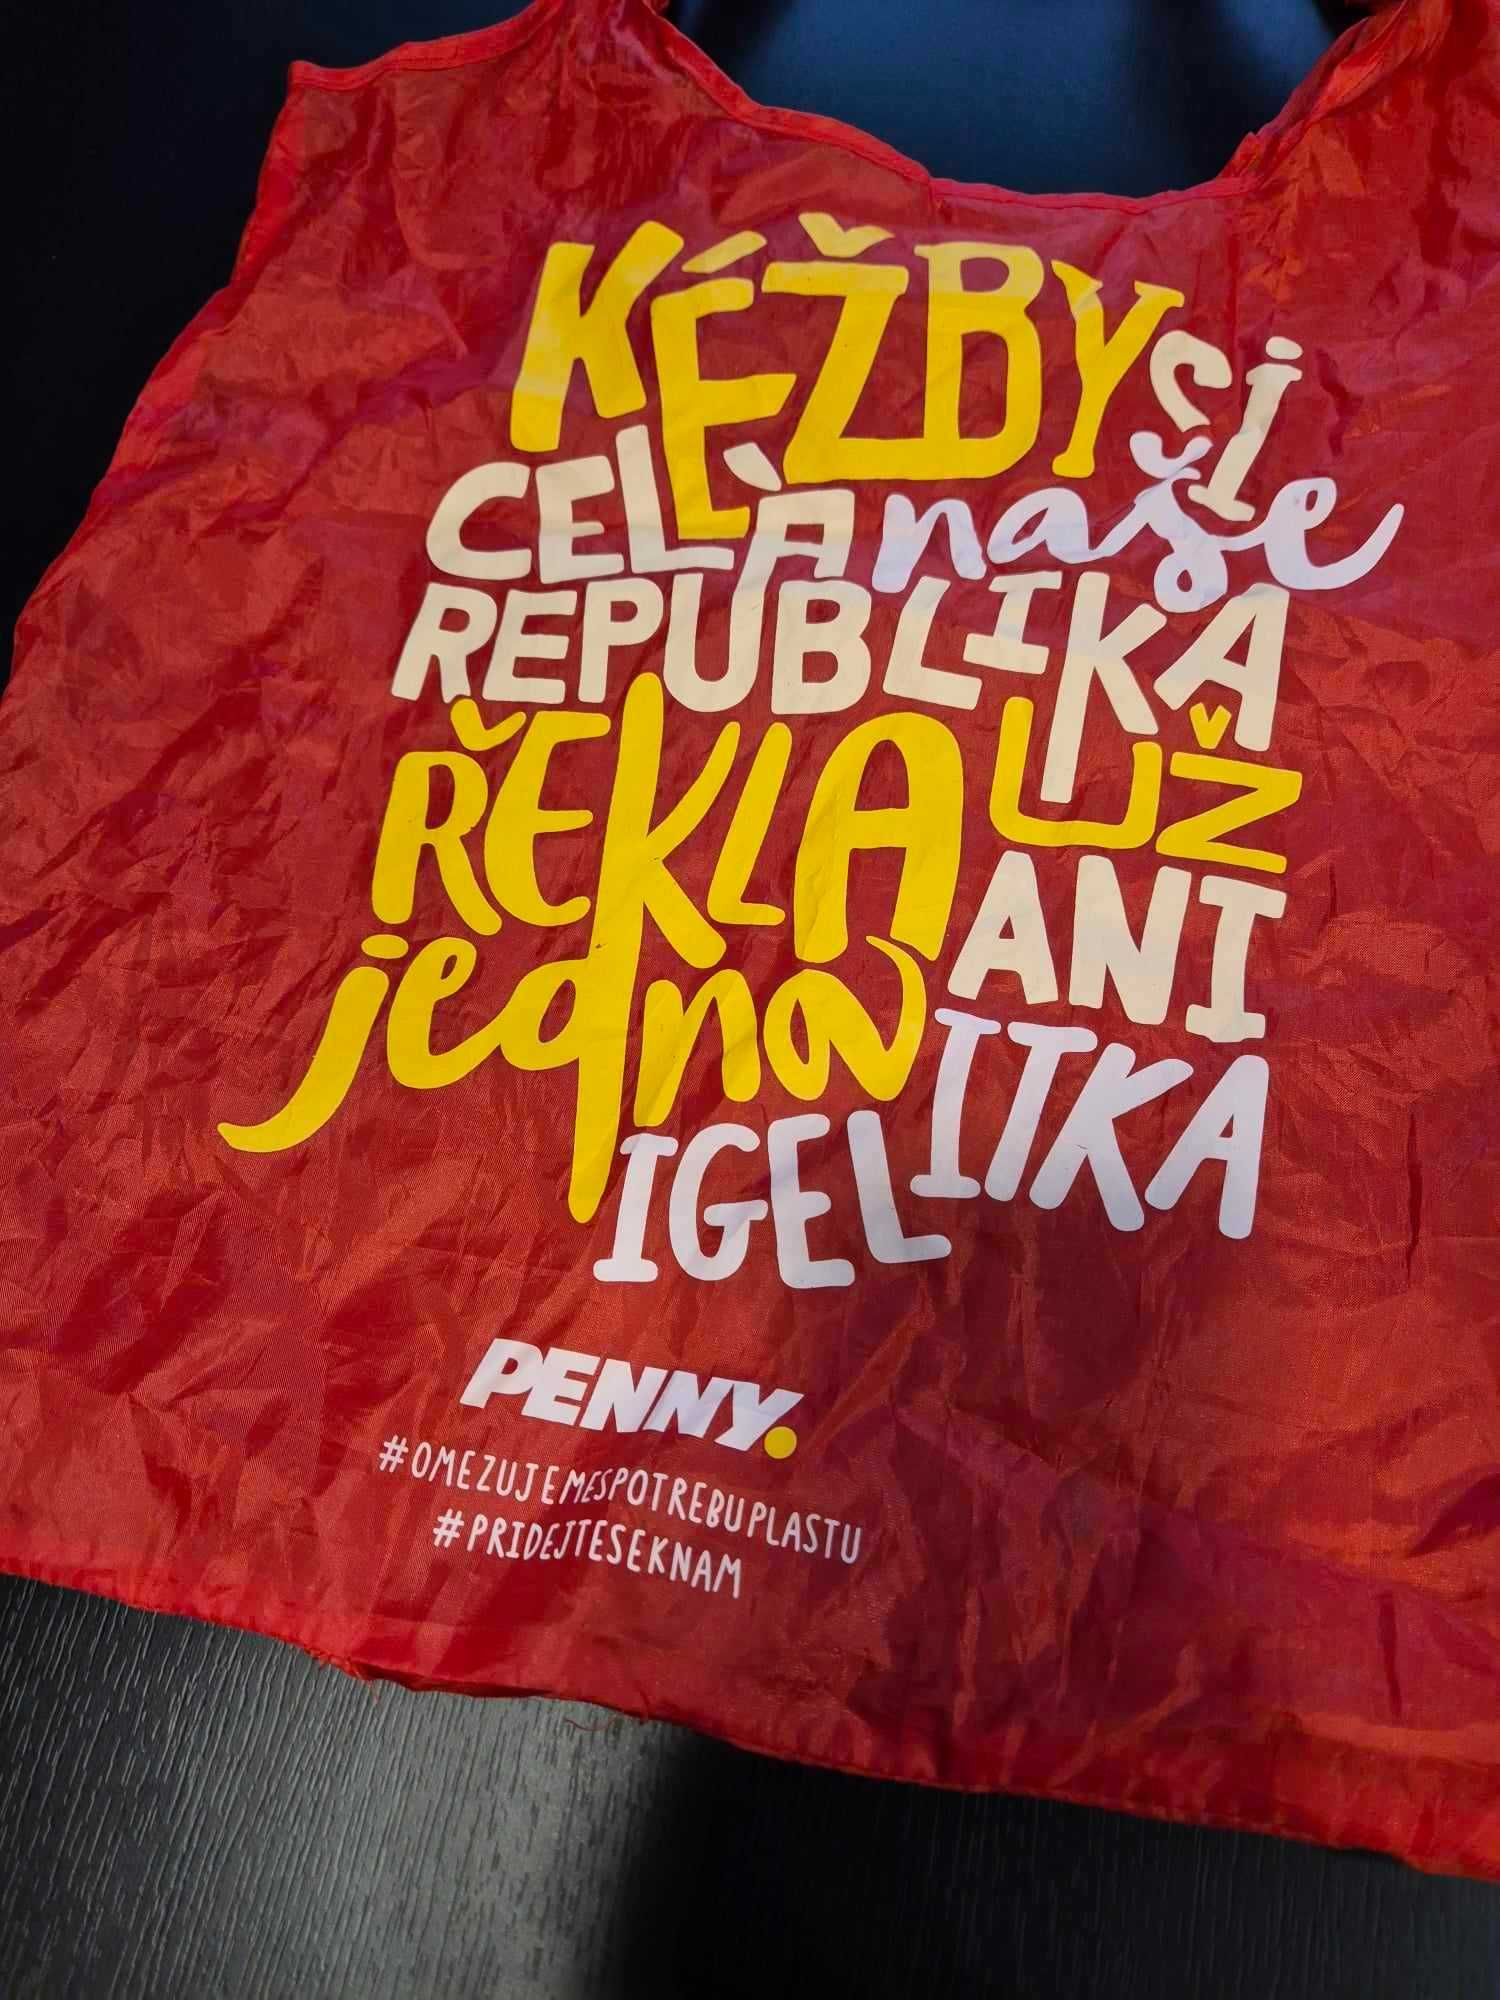 KÉŽBY SI
CELÁ naše
REPUBLIKA
ŘEKLA UŽ
jedna ANI
IGELITKA
PENNY.
#OMEZUJEMESPOTREBUPLASTU
#PRIDEJTESEKNAM